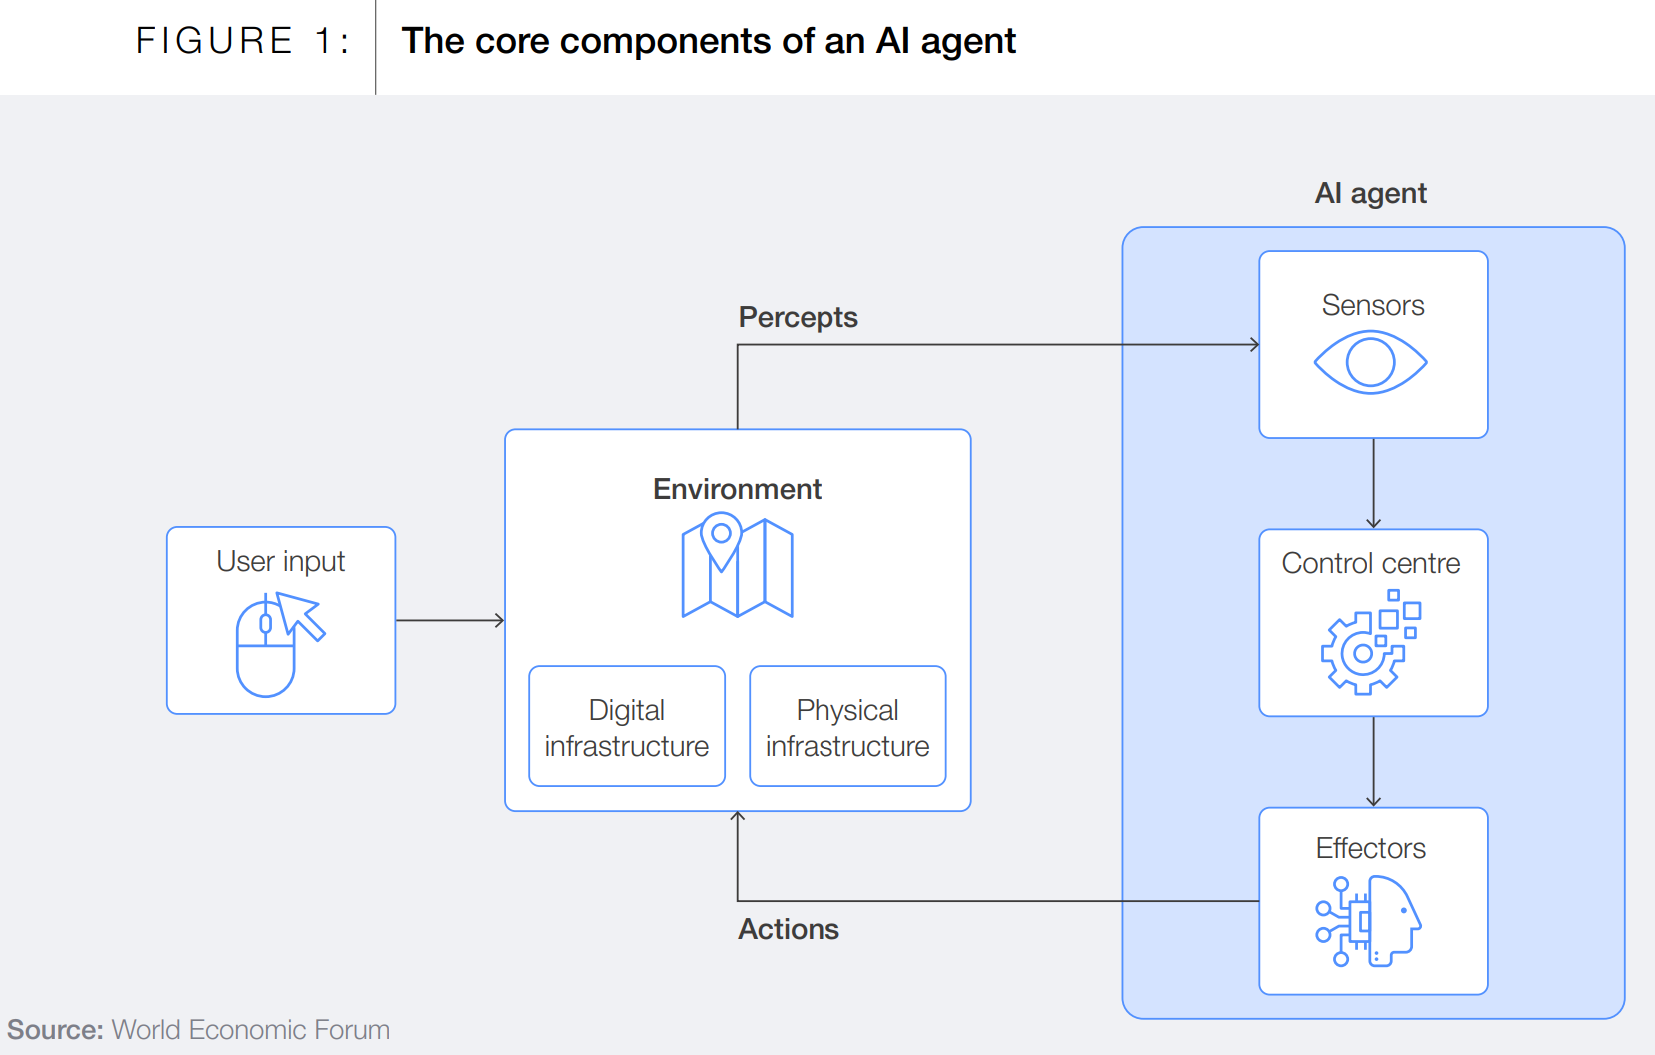 FIGURE 1:
The core components of an AI agent
AI agent
Sensors
Percepts
Environment
User input
Control centre
Digital
infrastructure
Physical
infrastructure
Effectors
Actions
Source: World Economic Forum